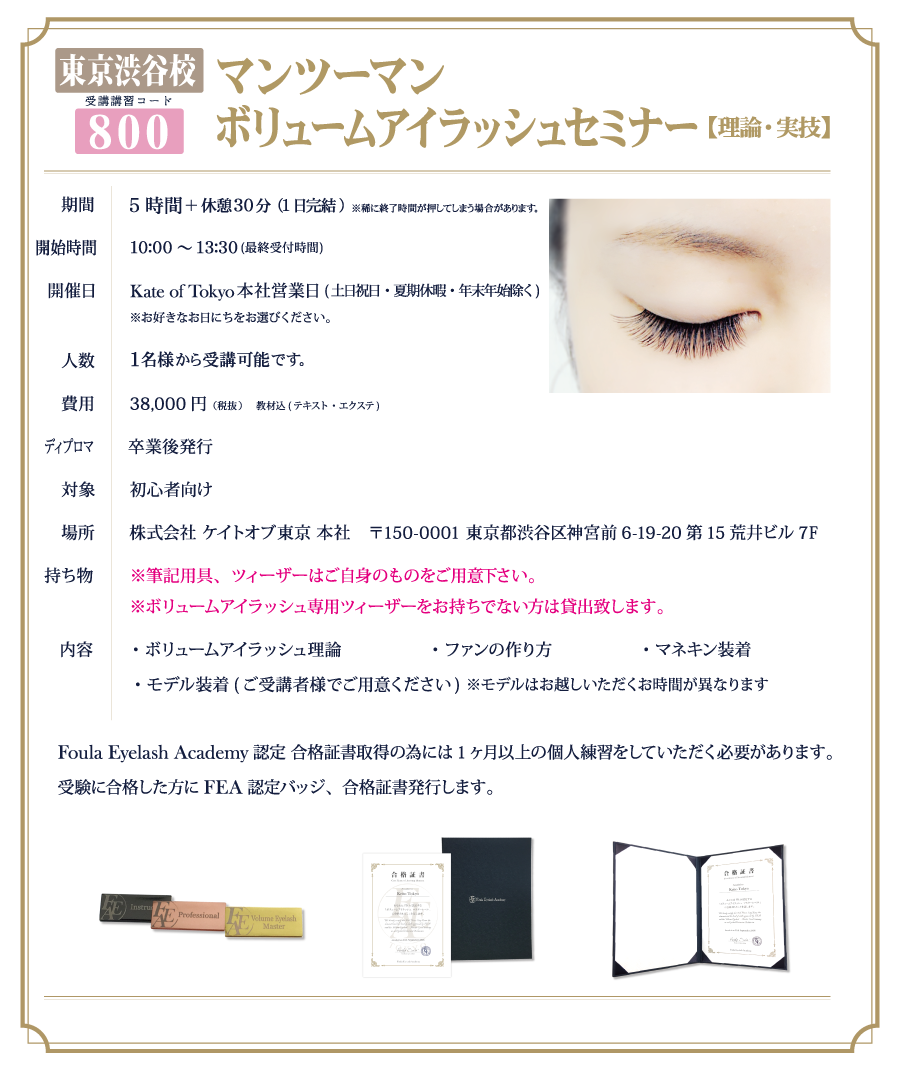 東京渋谷校
受講講習コード
800
マンツーマン
ボリュームアイラッシュセミナー【理論・実技】
期間 5 時間＋休憩30分（1日完結）※稀に終了時間が押してしまう場合があります。
開始時間 10:00 〜 13:30 (最終受付時間)
開催日 Kate of Tokyo 本社営業日 ( 土日祝日・夏期休暇・年末年始除く )
※お好きなお日にちをお選びください。
人数 1名様から受講可能です。
費用 38,000 円（税抜） 教材込 ( テキスト・エクステ )
ディプロマ 卒業後発行
対象 初心者向け
場所 株式会社 ケイトオブ東京 本社 〒150-0001 東京都渋谷区神宮前 6-19-20 第 15 荒井ビル 7F
持ち物 ※筆記用具、ツィーザーはご自身のものをご用意下さい。
※ボリュームアイラッシュ専用ツィーザーをお持ちでない方は貸出致します。
内容 ・ボリュームアイラッシュ理論 ・ファンの作り方 ・マネキン装着
・モデル装着 ( ご受講者様でご用意ください ) ※モデルはお越しいただくお時間が異なります
Foula Eyelash Academy 認定 合格証書取得の為には 1 ヶ月以上の個人練習をしていただく必要があります。
受験に合格した方に FEA 認定バッジ、合格証書発行します。
FEA
FEA Professional
FEA Volume Eyelash
Master
合格証書
Foula Eyelash Academy
合格証書